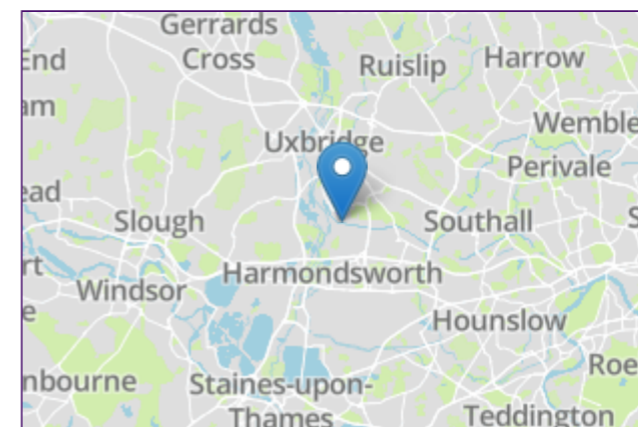 Gerrards
Cross
End
Ruislip
Harrow
am
Uxbridge
Wemble
Perivale
ead
Slough
Southall
S
rt
Harmondsworth
Windsor
e
Hounslow
Roe
nbourne
Staines-upon-
Thames
Teddington